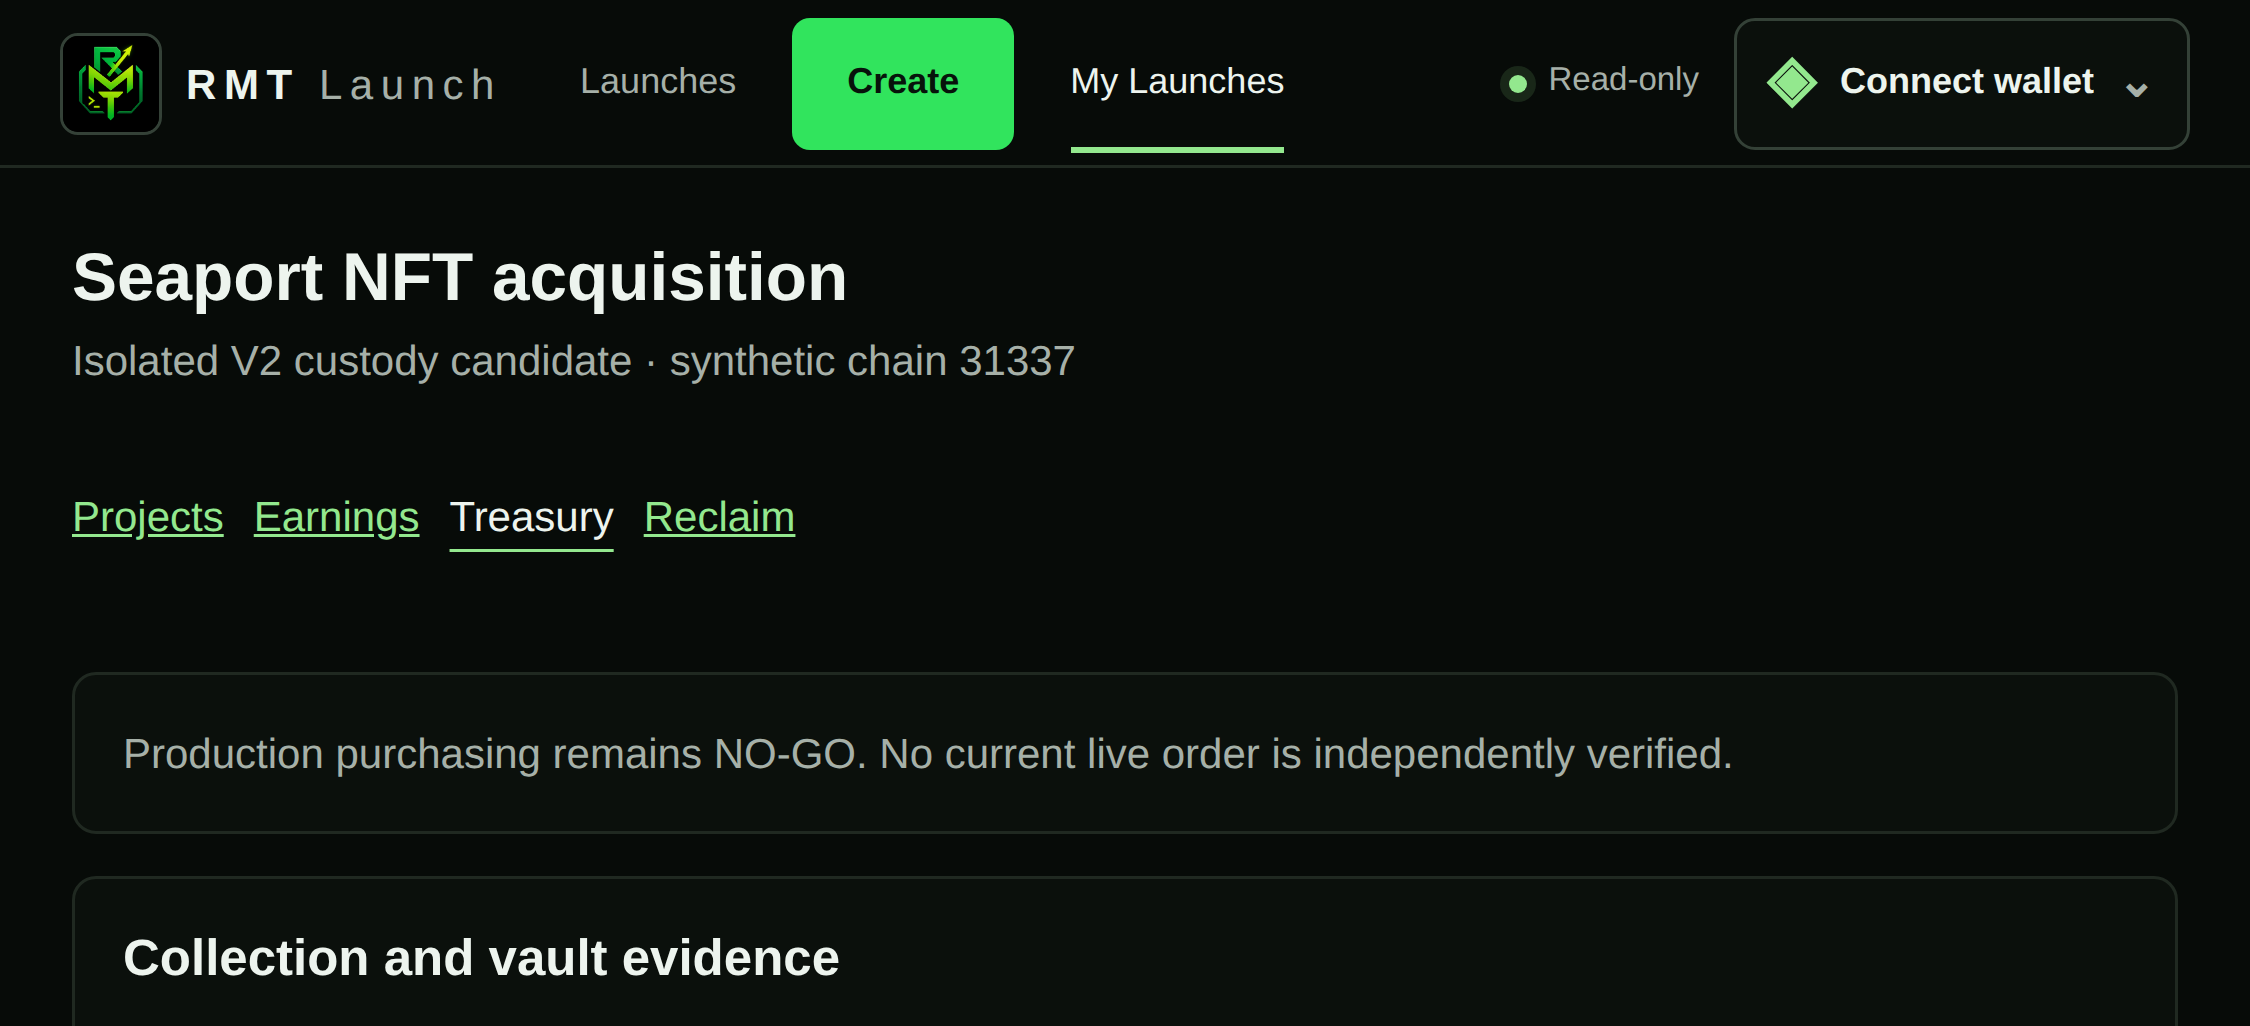 RMT Launch
Launches
Create
My Launches
Read-only
Connect wallet
Seaport NFT acquisition
Isolated V2 custody candidate · synthetic chain 31337
Projects Earnings Treasury Reclaim
Production purchasing remains NO-GO. No current live order is independently verified.
Collection and vault evidence